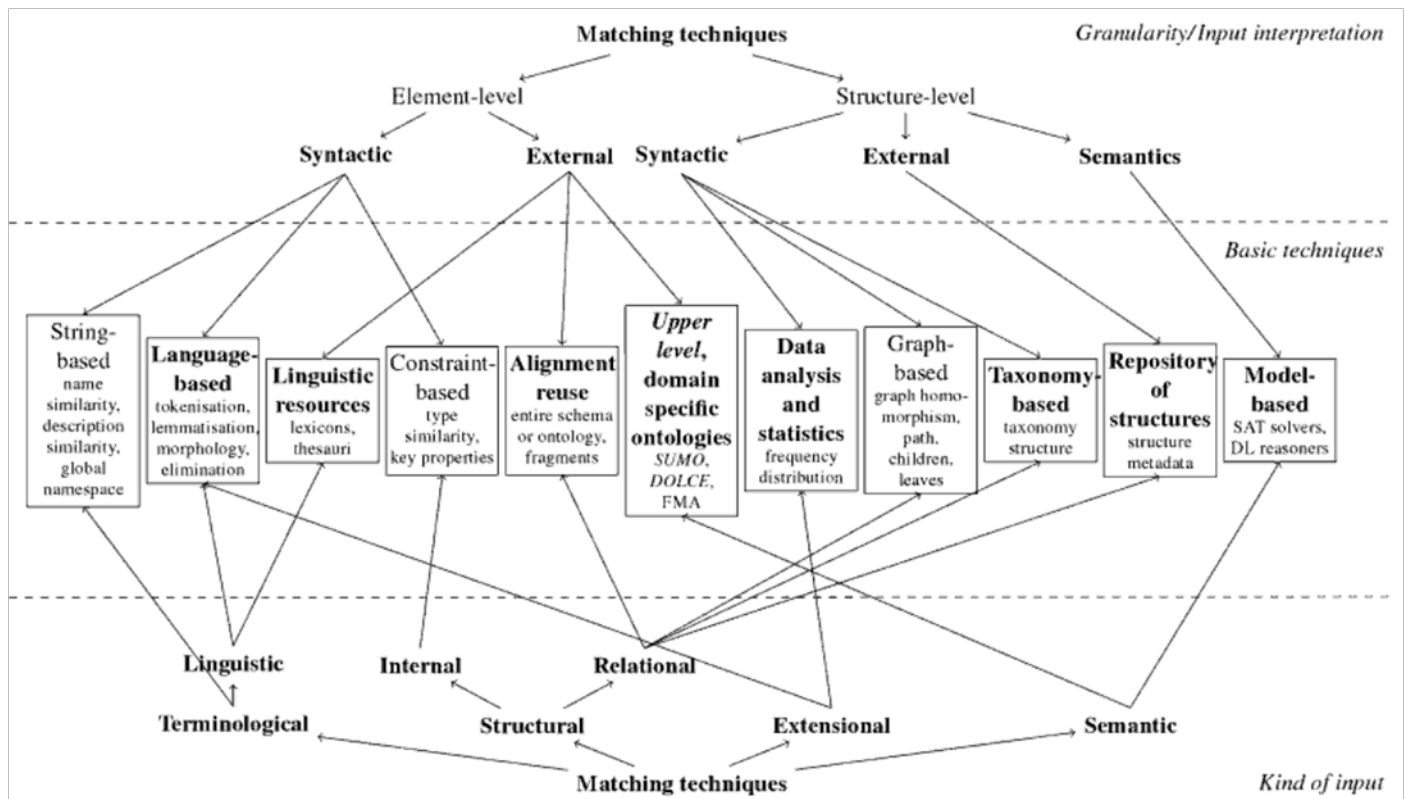 Matching techniques
Granularity/Input interpretation
Element-level
Structure-level
Syntactic
External
Syntactic
External
Semantics
Basic techniques
String-
based
name
similarity,
description
similarity,
global
namespace
Language-
based
tokenisation,
lemmatisation,
morphology,
elimination
Linguistic
resources
lexicons,
thesauri
Constraint-
based
type
similarity,
key properties
Alignment
reuse
entire schema
or ontology,
fragments
Upper
level,
domain
specific
ontologies
SUMO,
DOLCE,
FMA
Data
analysis
and
statistics
frequency
distribution
Graph-
based
graph homo-
morphism,
path,
children,
leaves
Taxonomy-
based
taxonomy
structure
Repository
of
structures
structure
metadata
Model-
based
SAT solvers,
DL reasoners
Linguistic
Internal
Relational
Terminological
Structural
Extensional
Semantic
Matching techniques
Kind of input